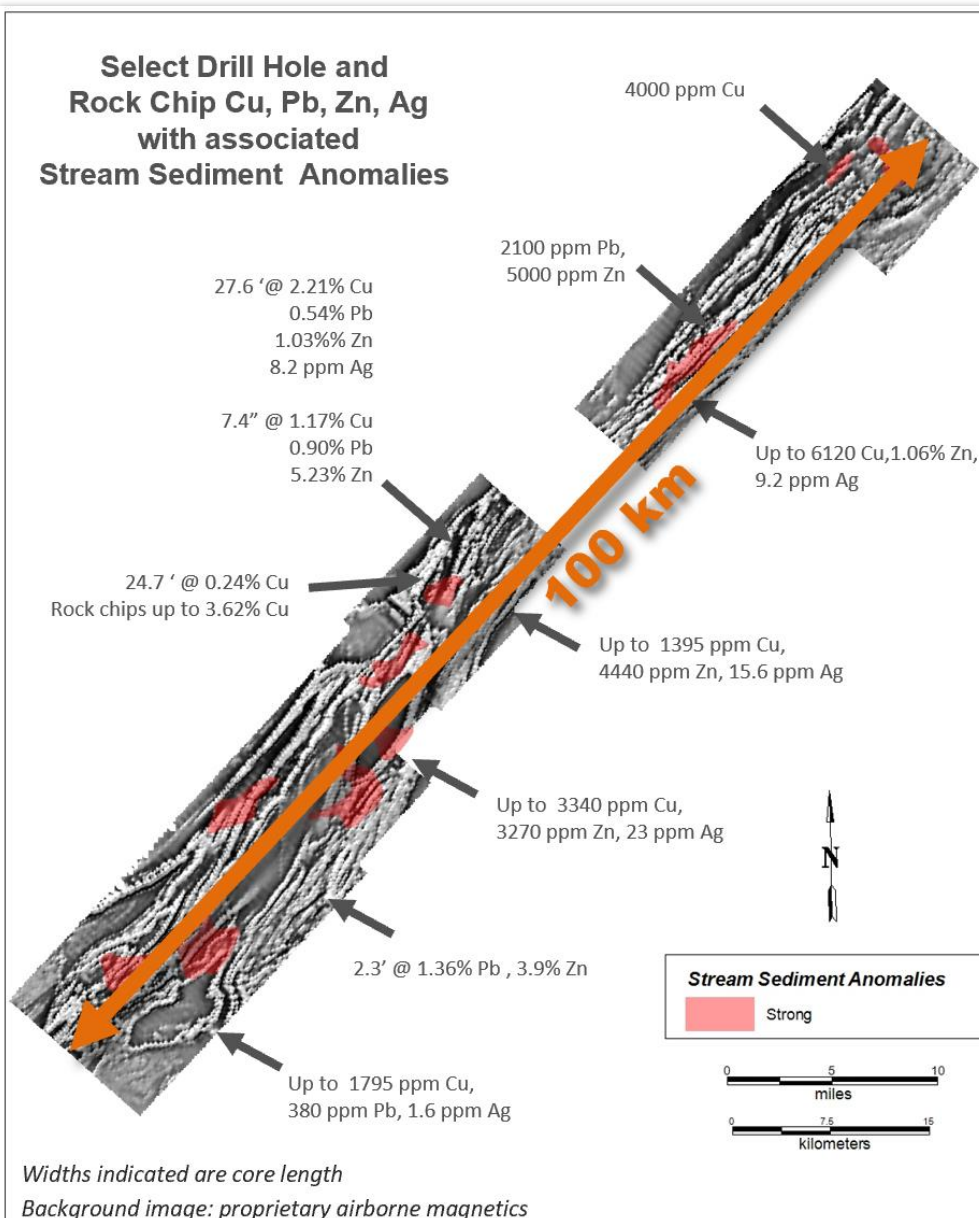 Select Drill Hole and
Rock Chip Cu, Pb, Zn, Ag
with associated
Stream Sediment Anomalies
4000 ppm Cu
2100 ppm Pb,
5000 ppm Zn
27.6 ‘@ 2.21% Cu
0.54% Pb
1.03%% Zn
8.2 ppm Ag
7.4” @ 1.17% Cu
0.90% Pb
5.23% Zn
Up to 6120 Cu,1.06% Zn,
9.2 ppm Ag
100 km
24.7 ‘ @ 0.24% Cu
Rock chips up to 3.62% Cu
Up to 1395 ppm Cu,
4440 ppm Zn, 15.6 ppm Ag
Up to 3340 ppm Cu,
3270 ppm Zn, 23 ppm Ag
N
2.3’ @ 1.36% Pb , 3.9% Zn
Stream Sediment Anomalies
Strong
0 5 10
miles
0 7.5 15
kilometers
Up to 1795 ppm Cu,
380 ppm Pb, 1.6 ppm Ag
Widths indicated are core length
Background image: proprietary airborne magnetics